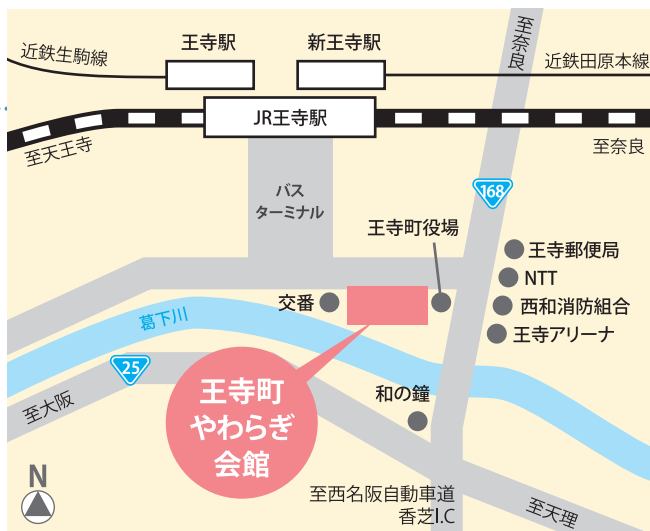 王寺駅
新王寺駅
至奈良
近鉄生駒線
近鉄田原本線
JR王寺駅
至天王寺
至奈良
バス
ターミナル
168
王寺町役場
王寺郵便局
NTT
交番
西和消防組合
王寺アリーナ
葛下川
25
王寺町
やわらぎ
会館
和の鐘
至大阪
N
至西名阪自動車道
香芝I.C
至天理